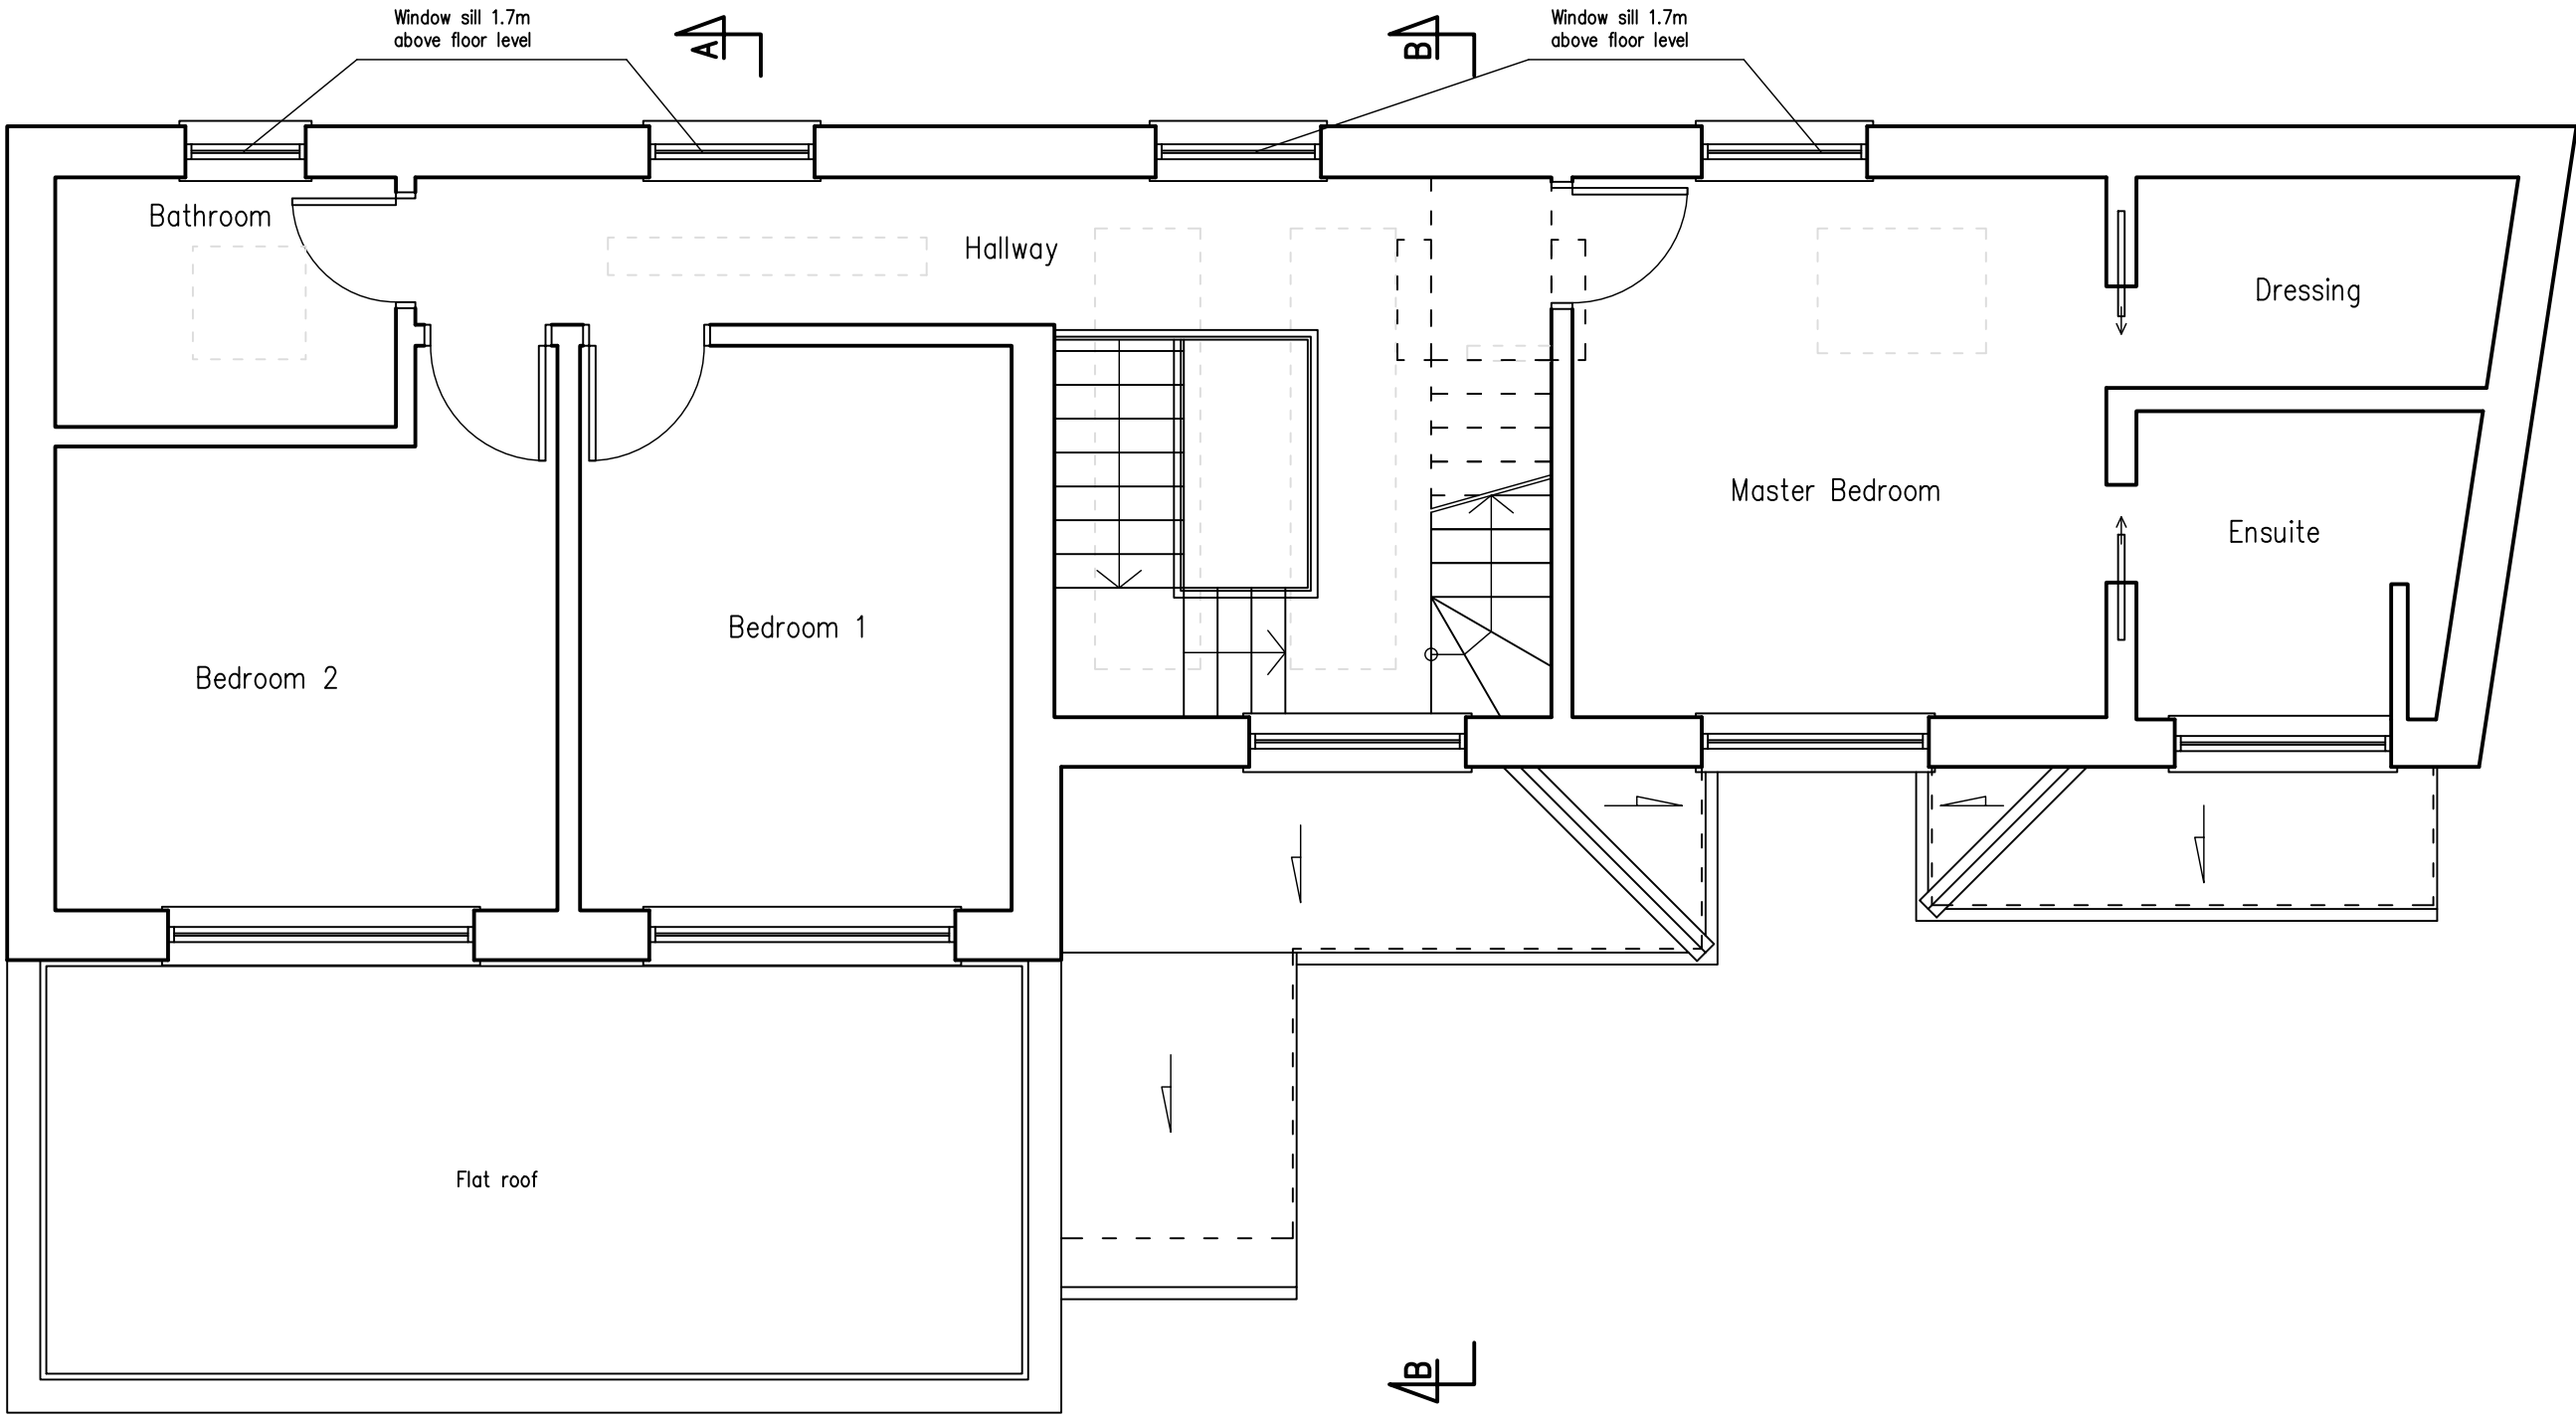 Window sill 1.7m
above floor level
A
B
Window sill 1.7m
above floor level
Bathroom
Hallway
Dressing
Master Bedroom
Ensuite
Bedroom 1
Bedroom 2
Flat roof
B